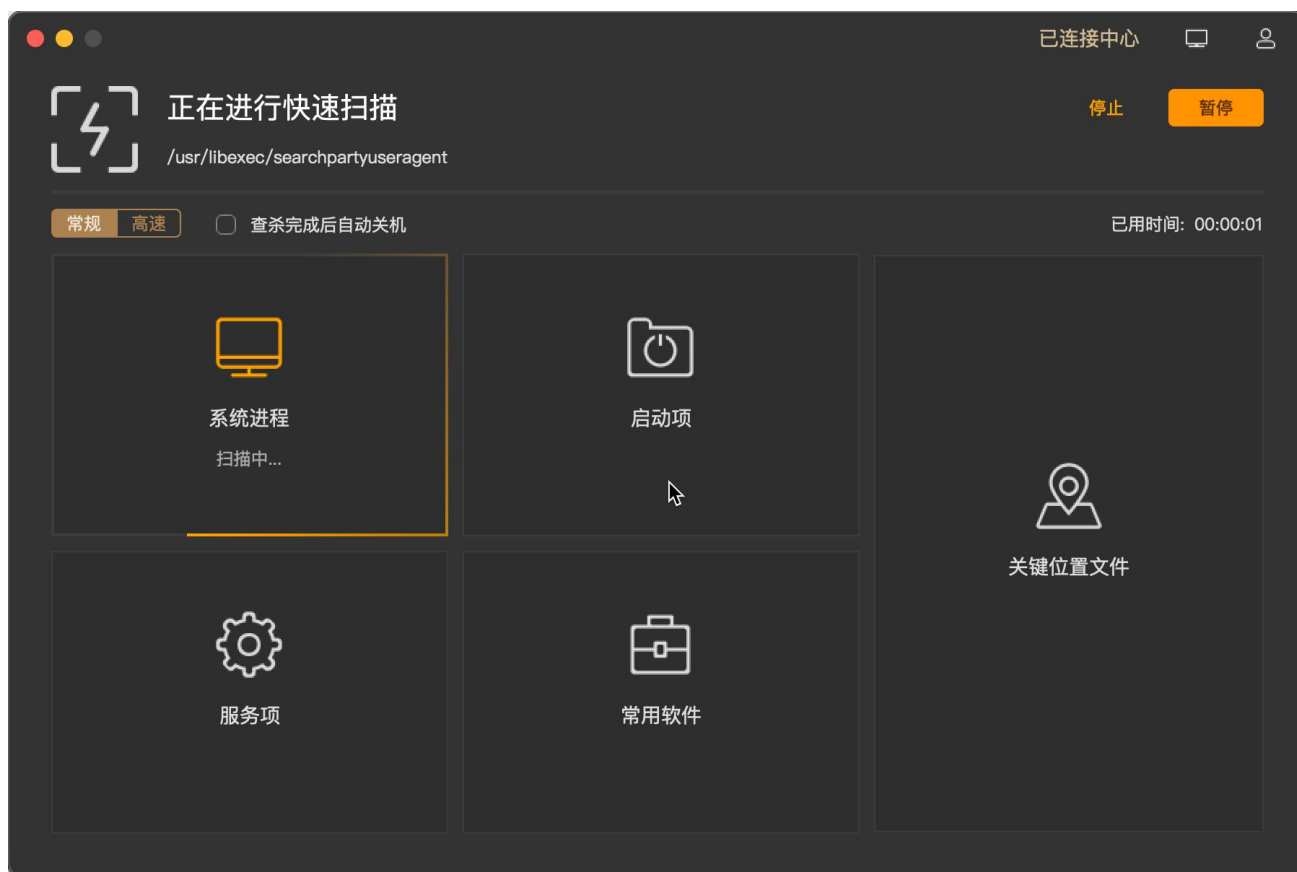 已连接中心
正在进行快速扫描
停止
暂停
/usr/libexec/searchpartyuseragent
常规
高速
查杀完成后自动关机
已用时间: 00:00:01
系统进程
扫描中...
启动项
关键位置文件
服务项
常用软件